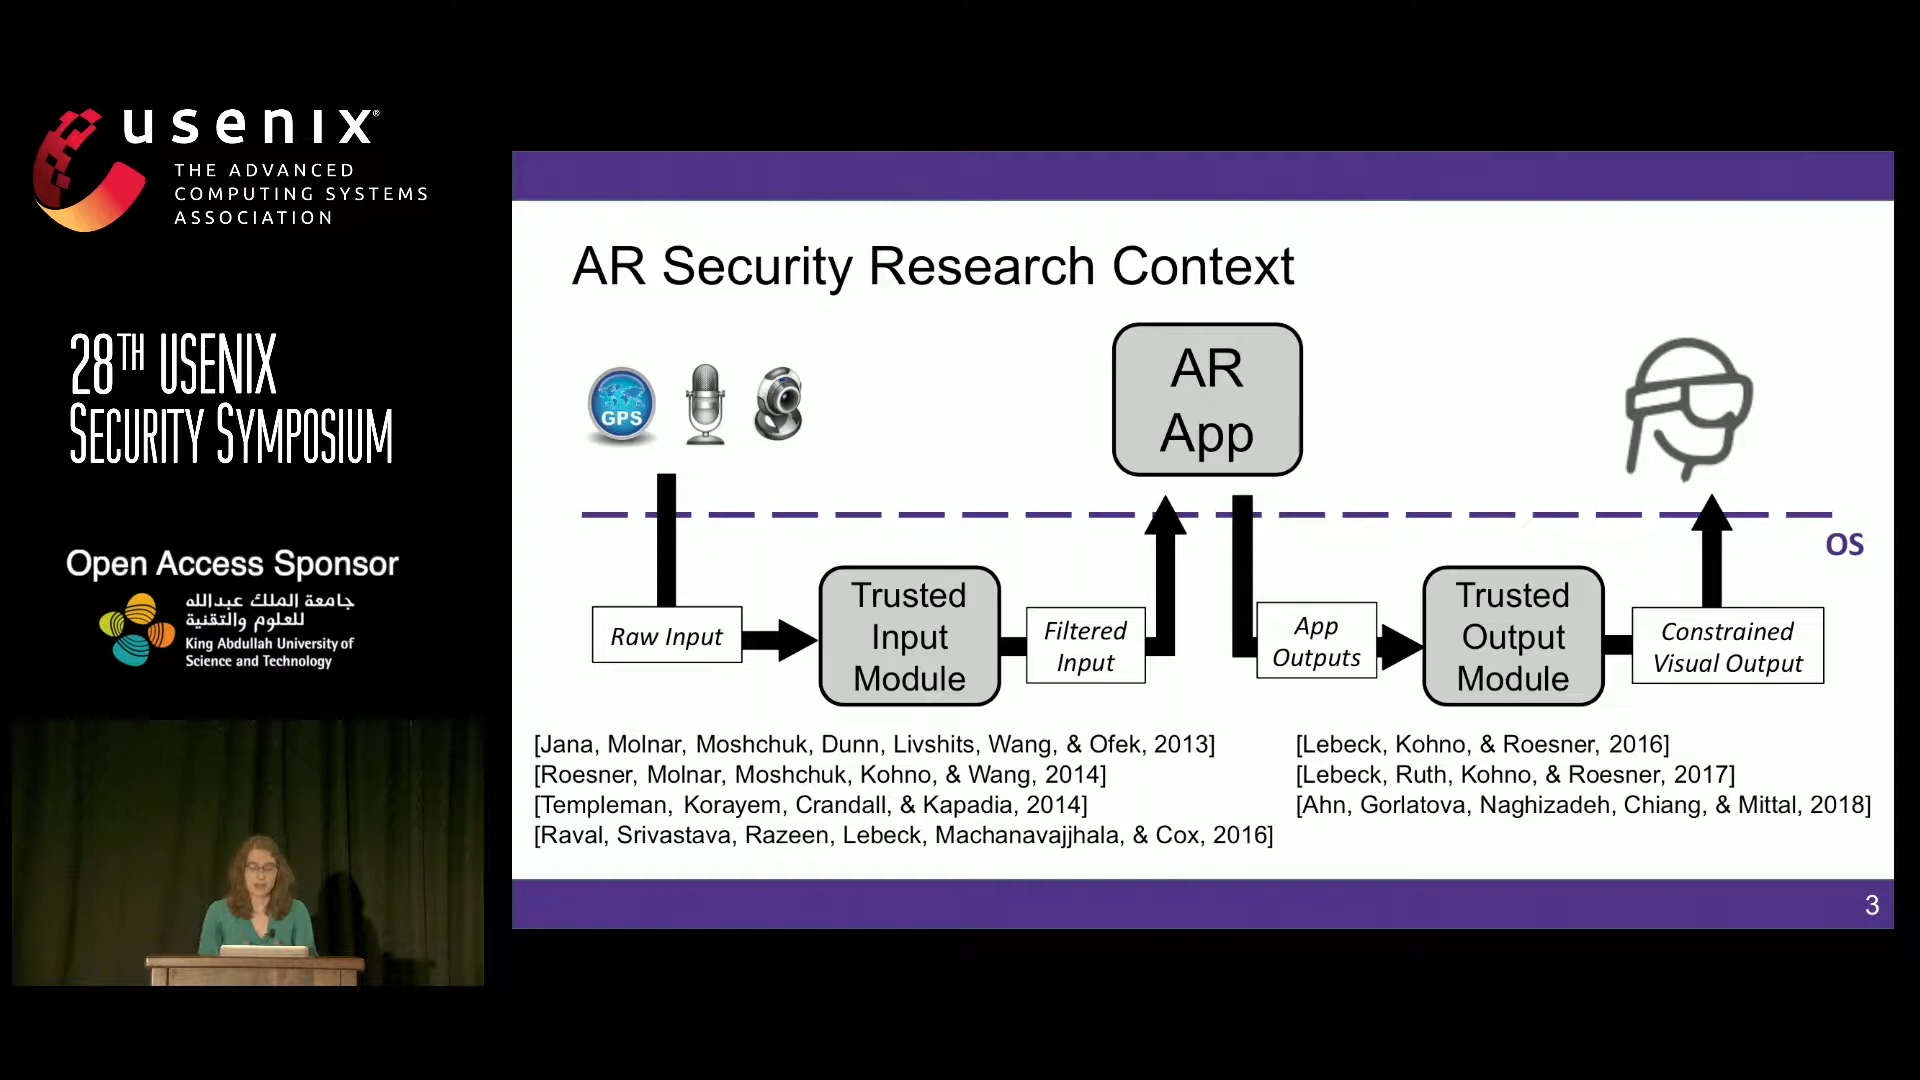 usenix®
THE ADVANCED
COMPUTING SYSTEMS
ASSOCIATION
28TH USENIX
SECURITY SYMPOSIUM
Open Access Sponsor
جامعة الملك عبدالله
للعلوم والتقنية
King Abdullah University of
Science and Technology
AR Security Research Context
GPS
AR
App
OS
Raw Input
Trusted
Input
Module
Filtered
Input
App
Outputs
Trusted
Output
Module
Constrained
Visual Output
[Jana, Molnar, Moshchuk, Dunn, Livshits, Wang, & Ofek, 2013]
[Roesner, Molnar, Moshchuk, Kohno, & Wang, 2014]
[Templeman, Korayem, Crandall, & Kapadia, 2014]
[Raval, Srivastava, Razeen, Lebeck, Machanavajjhala, & Cox, 2016]
[Lebeck, Kohno, & Roesner, 2016]
[Lebeck, Ruth, Kohno, & Roesner, 2017]
[Ahn, Gorlatova, Naghizadeh, Chiang, & Mittal, 2018]
3